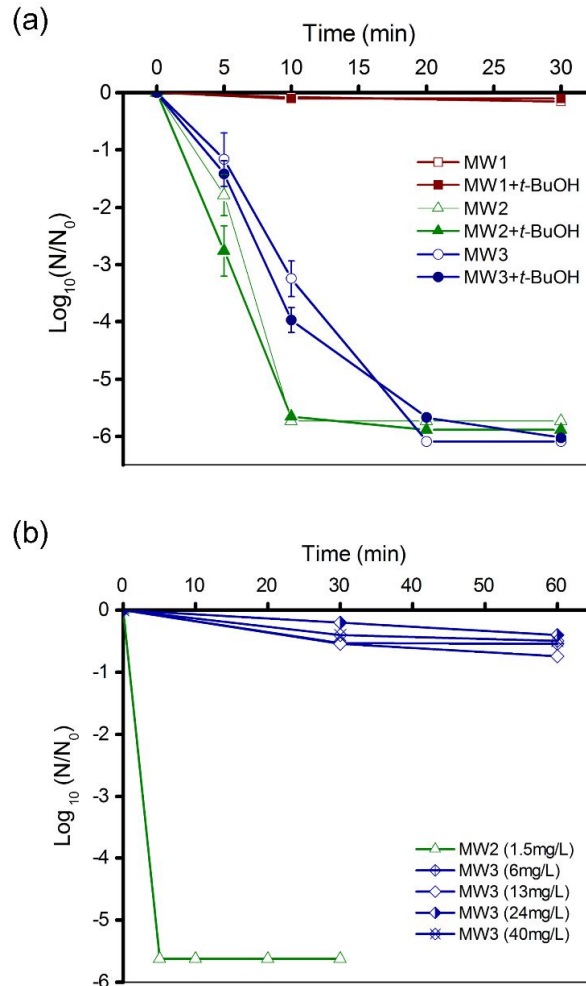 (a)
Time (min)
0 5 10 20 30
0
-1
-2
-3
-4
-5
-6
Log10(N/N0)
MW1
MW1+t-BuOH
MW2
MW2+t-BuOH
MW3
MW3+t-BuOH
(b)
Time (min)
0 10 20 30 40 50 60
0
-1
-2
-3
-4
-5
-6
Log10 (N/N0)
MW2 (1.5mg/L)
MW3 (6mg/L)
MW3 (13mg/L)
MW3 (24mg/L)
MW3 (40mg/L)